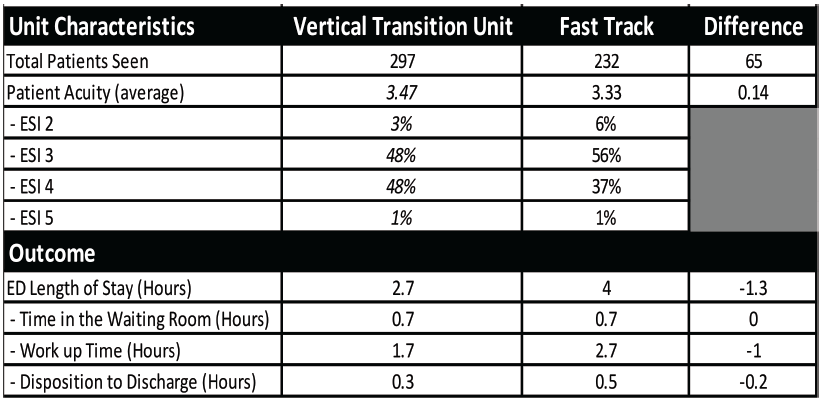 Unit Characteristics Vertical Transition Unit Fast Track Difference
Total Patients Seen 297 232 65
Patient Acuity (average) 3.47 3.33 0.14
- ESI 2 3% 6%
- ESI 3 48% 56%
- ESI 4 48% 37%
- ESI 5 1% 1%
Outcome
ED Length of Stay (Hours) 2.7 4 -1.3
- Time in the Waiting Room (Hours) 0.7 0.7 0
- Work up Time (Hours) 1.7 2.7 -1
- Disposition to Discharge (Hours) 0.3 0.5 -0.2